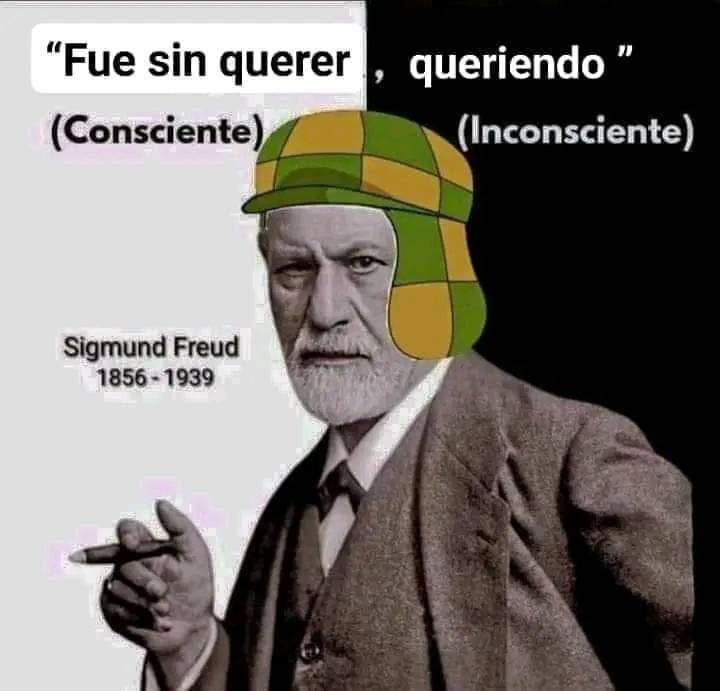 “Fue sin querer, queriendo”
(Consciente) (Inconsciente)
Sigmund Freud
1856 - 1939